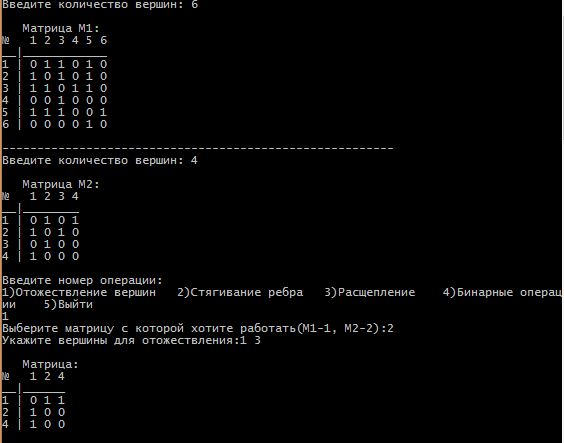 Введите количество вершин: 6
Матрица M1:
№ 1 2 3 4 5 6
__|____________
1 | 0 1 1 0 1 0
2 | 1 0 1 0 1 0
3 | 1 1 0 1 1 0
4 | 0 0 1 0 0 0
5 | 1 1 1 0 0 1
6 | 0 0 0 0 1 0
--------------------------------------------------------
Введите количество вершин: 4
Матрица M2:
№ 1 2 3 4
__|________
1 | 0 1 0 1
2 | 1 0 1 0
3 | 0 1 0 0
4 | 1 0 0 0
Введите номер операции:
1)Отожествление вершин 2)Стягивание ребра 3)Расщепление 4)Бинарные операц
ии 5)Выйти
1
Выберите матрицу с которой хотите работать(M1-1, M2-2):2
Укажите вершины для отожествления:1 3
Матрица:
№ 1 2 4
__|______
1 | 0 1 1
2 | 1 0 0
4 | 1 0 0